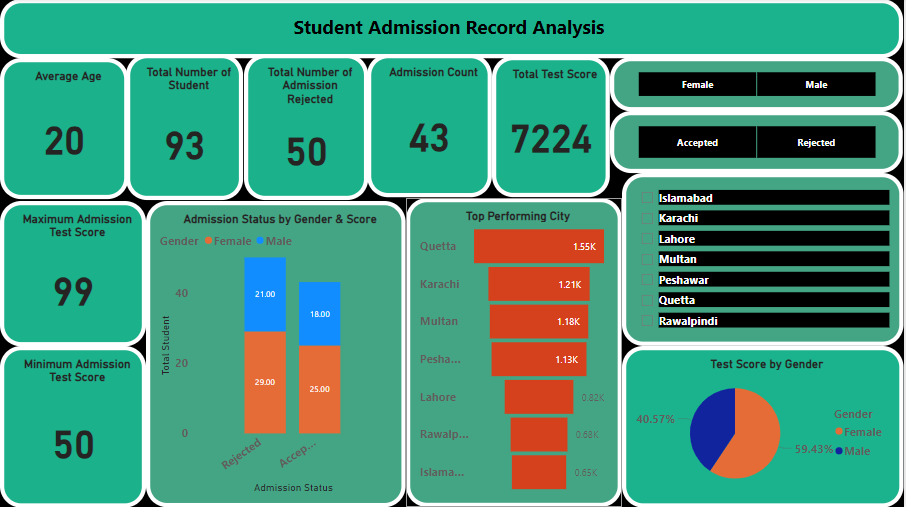 Student Admission Record Analysis
Average Age
20
Total Number of
Student
93
Total Number of
Admission
Rejected
50
Admission Count
43
Total Test Score
7224
Female
Male
Accepted
Rejected
Islamabad
Karachi
Lahore
Multan
Peshawar
Quetta
Rawalpindi
Maximum Admission
Test Score
99
Minimum Admission
Test Score
50
Admission Status by Gender & Score
Gender Female Male
Total Student
40
20
0
21.00
29.00
18.00
25.00
Rejected
Accep...
Admission Status
Top Performing City
Quetta 1.55K
Karachi 1.21K
Multan 1.18K
Pesha... 1.13K
Lahore 0.82K
Rawalp... 0.68K
Islama... 0.65K
Test Score by Gender
40.57%
59.43%
Gender
Female
Male